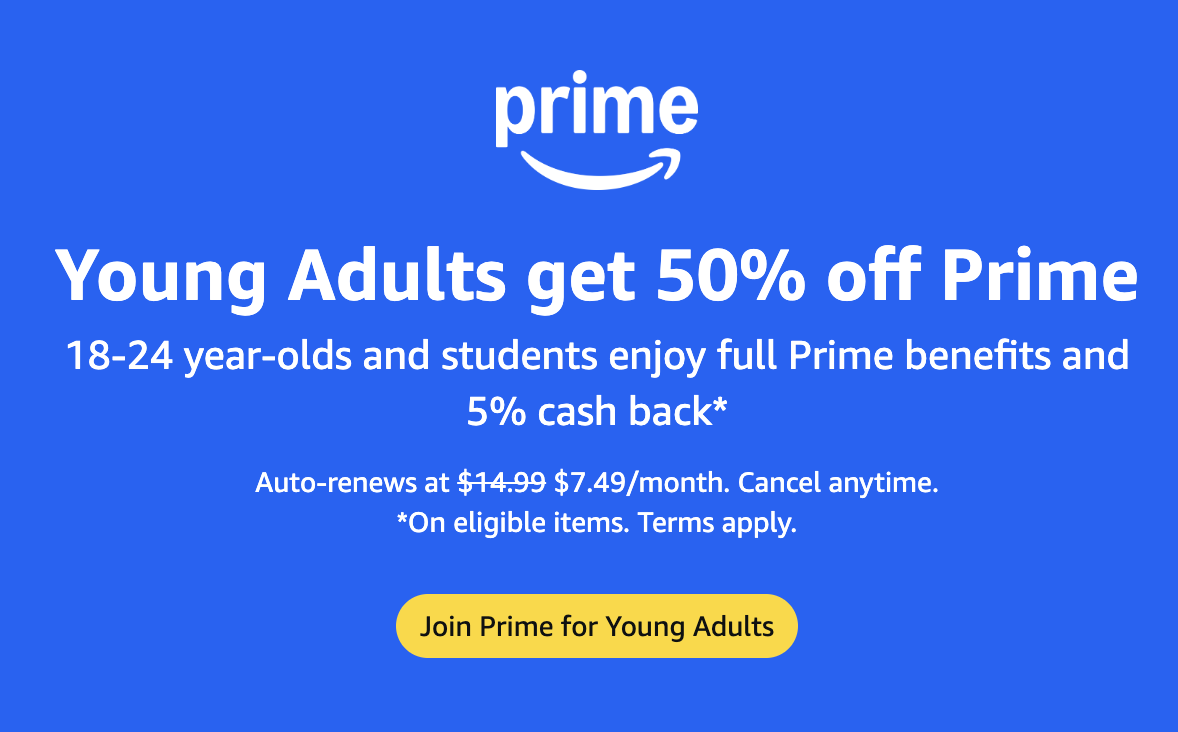 prime
Young Adults get 50% off Prime
18-24 year-olds and students enjoy full Prime benefits and
5% cash back*
Auto-renews at $14.99 $7.49/month. Cancel anytime.
*On eligible items. Terms apply.
Join Prime for Young Adults